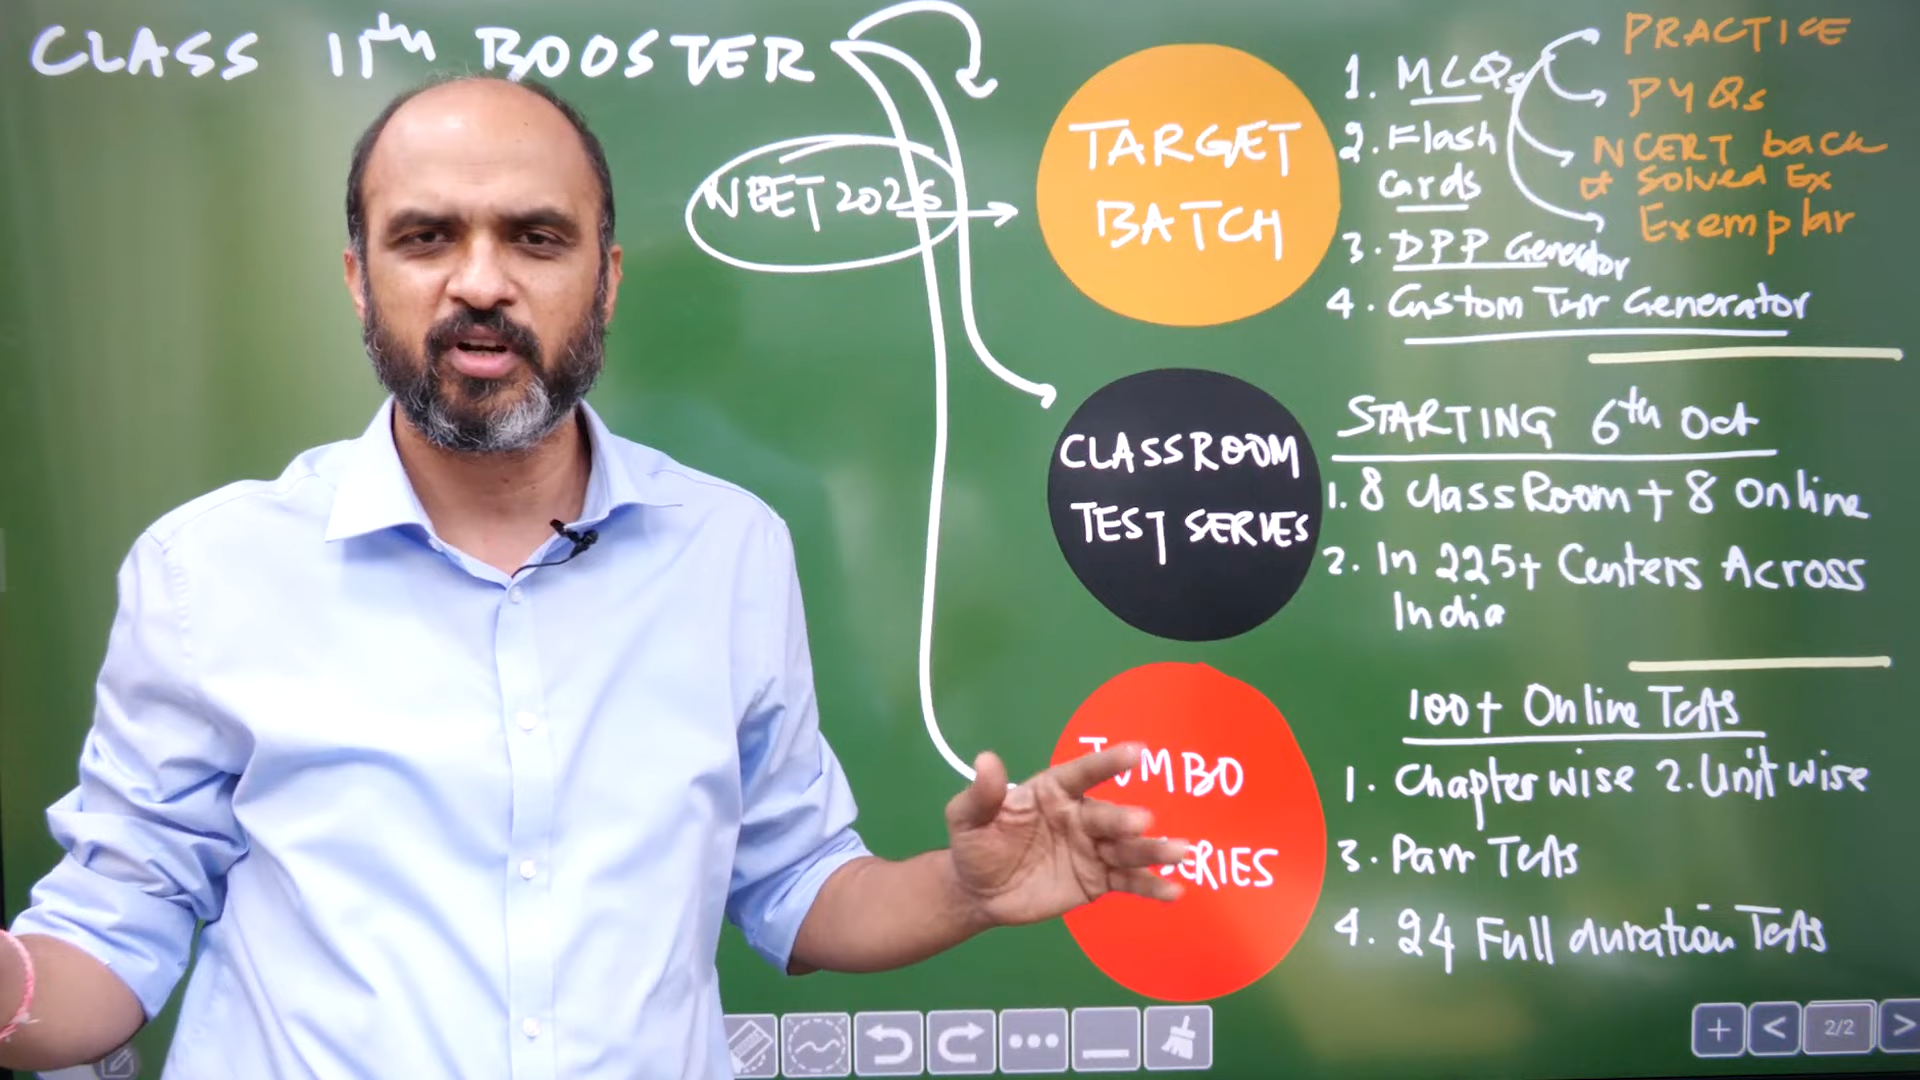 CLASS 11th BOOSTER
NEET 2026
TARGET
BATCH
1. MCQs
PRACTICE
PYQs
NCERT back
& Solved Ex
Exemplar
2. Flash
Cards
3. DPP Generator
4. Custom Test Generator
CLASSROOM
TEST SERIES
STARTING 6th Oct
1. 8 ClassRoom + 8 Online
2. In 225+ Centers Across
India
JUMBO
SERIES
100+ Online Tests
1. Chapter wise 2. Unit wise
3. Part Tests
4. 24 Full duration Tests
2/2